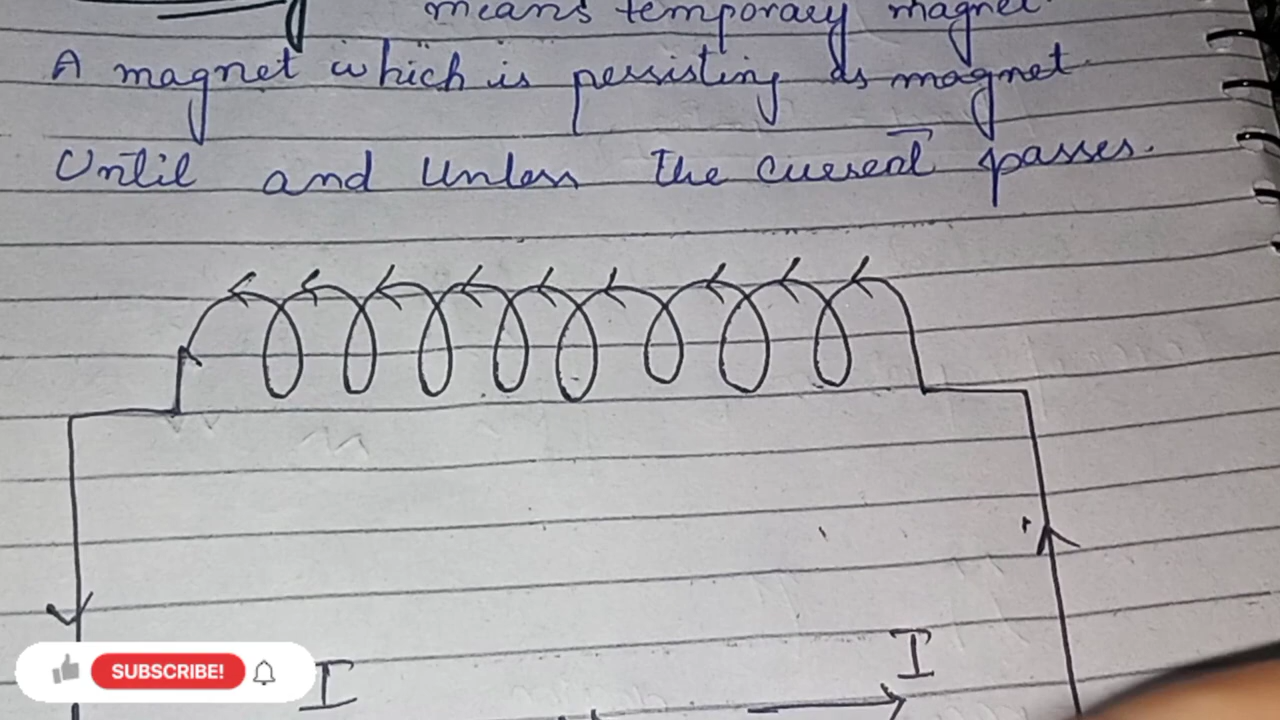 means temporary magnet
A magnet which is persisting as magnet.
Until and Unless the current passes.
I
I
SUBSCRIBE!